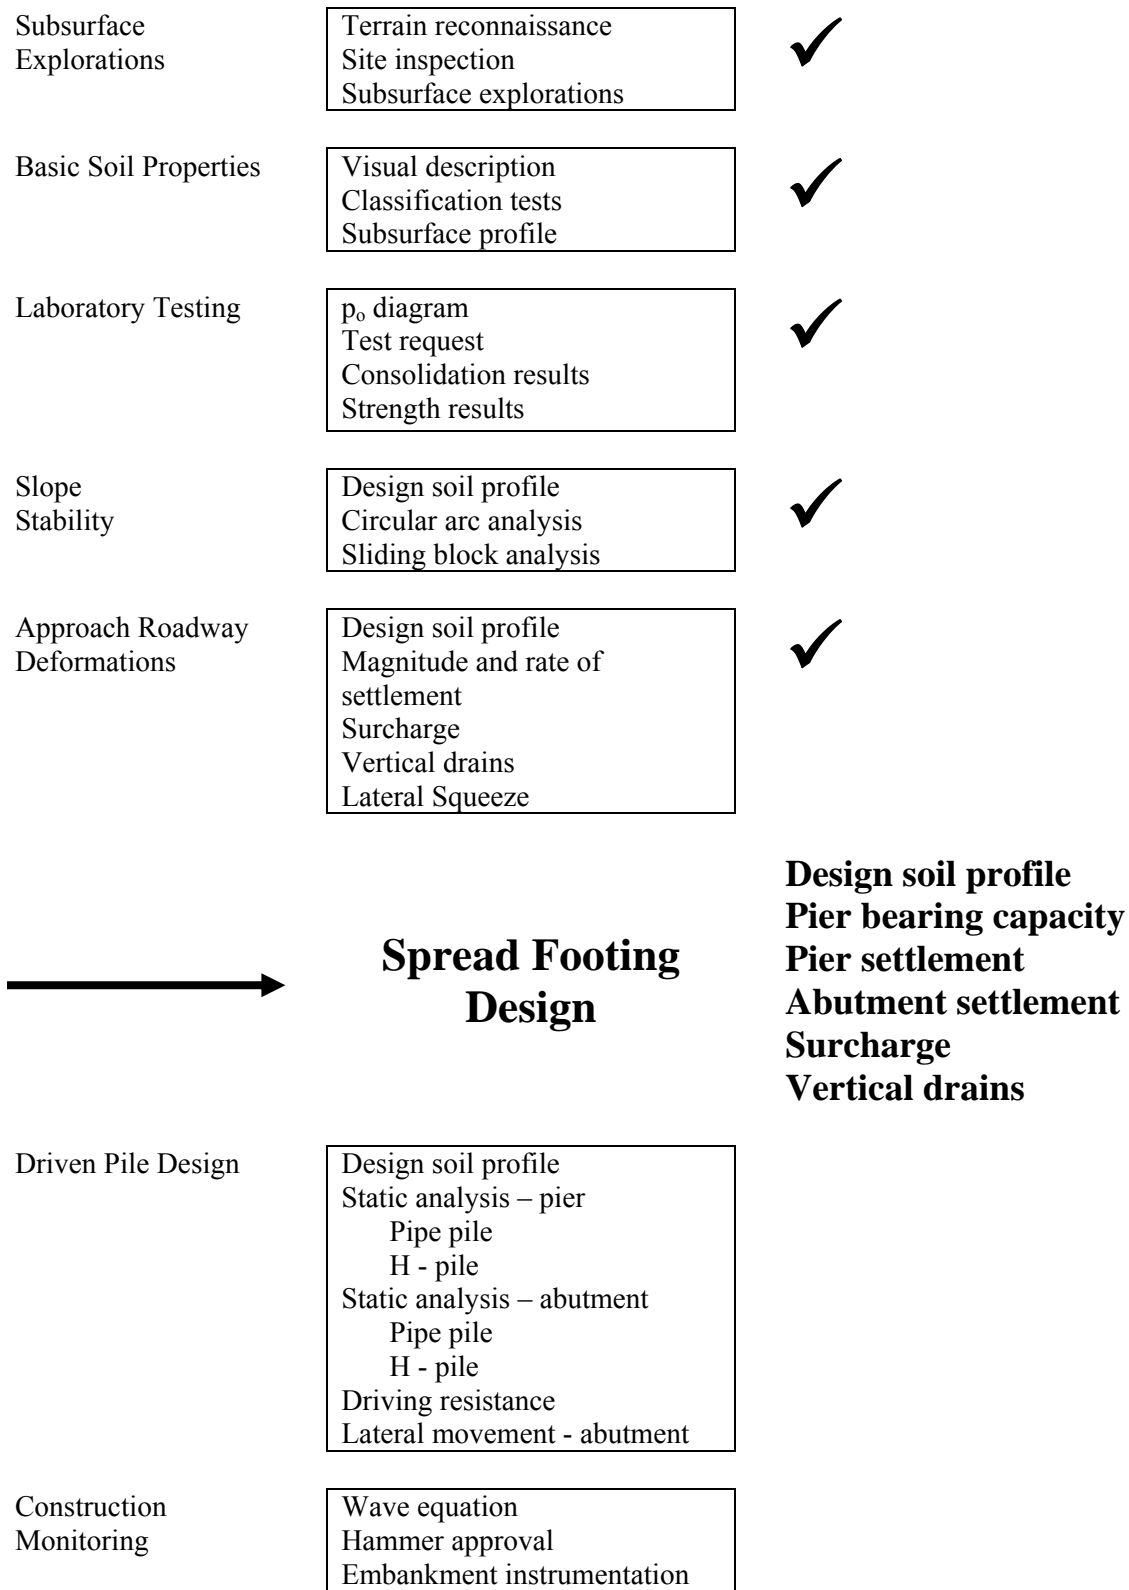 Subsurface
Explorations
Terrain reconnaissance
Site inspection
Subsurface explorations
Basic Soil Properties
Visual description
Classification tests
Subsurface profile
Laboratory Testing
po diagram
Test request
Consolidation results
Strength results
Slope
Stability
Design soil profile
Circular arc analysis
Sliding block analysis
Approach Roadway
Deformations
Design soil profile
Magnitude and rate of
settlement
Surcharge
Vertical drains
Lateral Squeeze
Spread Footing
Design
Design soil profile
Pier bearing capacity
Pier settlement
Abutment settlement
Surcharge
Vertical drains
Driven Pile Design
Design soil profile
Static analysis – pier
Pipe pile
H - pile
Static analysis – abutment
Pipe pile
H - pile
Driving resistance
Lateral movement - abutment
Construction
Monitoring
Wave equation
Hammer approval
Embankment instrumentation